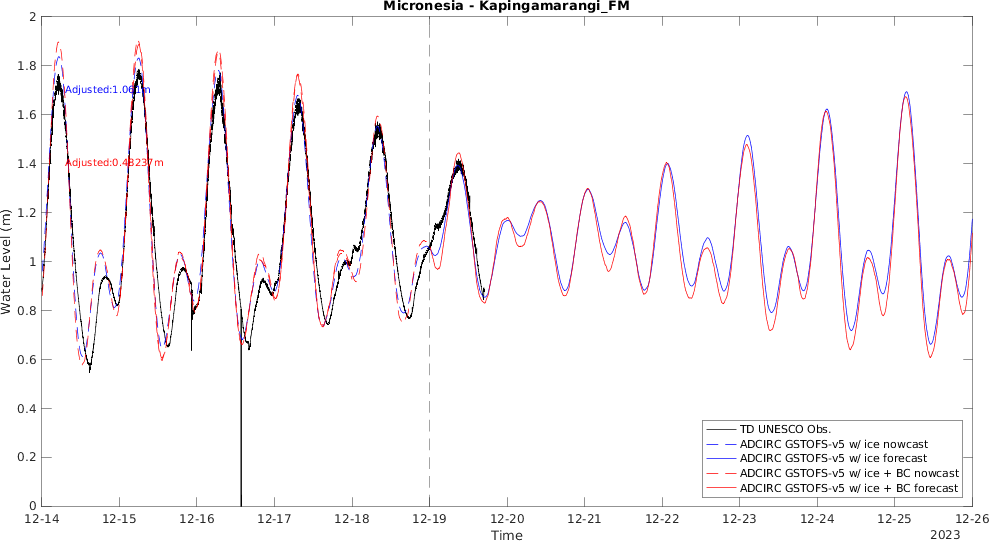 Micronesia - Kapingamarangi_FM
Water Level (m)
2
1.8
1.6
1.4
1.2
1
0.8
0.6
0.4
0.2
0
Adjusted:0.48237m
TD UNESCO Obs.
ADCIRC GSTOFS-v5 w/ ice nowcast
ADCIRC GSTOFS-v5 w/ ice forecast
ADCIRC GSTOFS-v5 w/ ice + BC nowcast
ADCIRC GSTOFS-v5 w/ ice + BC forecast
12-14 12-15 12-16 12-17 12-18 12-19 12-20 12-21 12-22 12-23 12-24 12-25 12-26
Time
2023